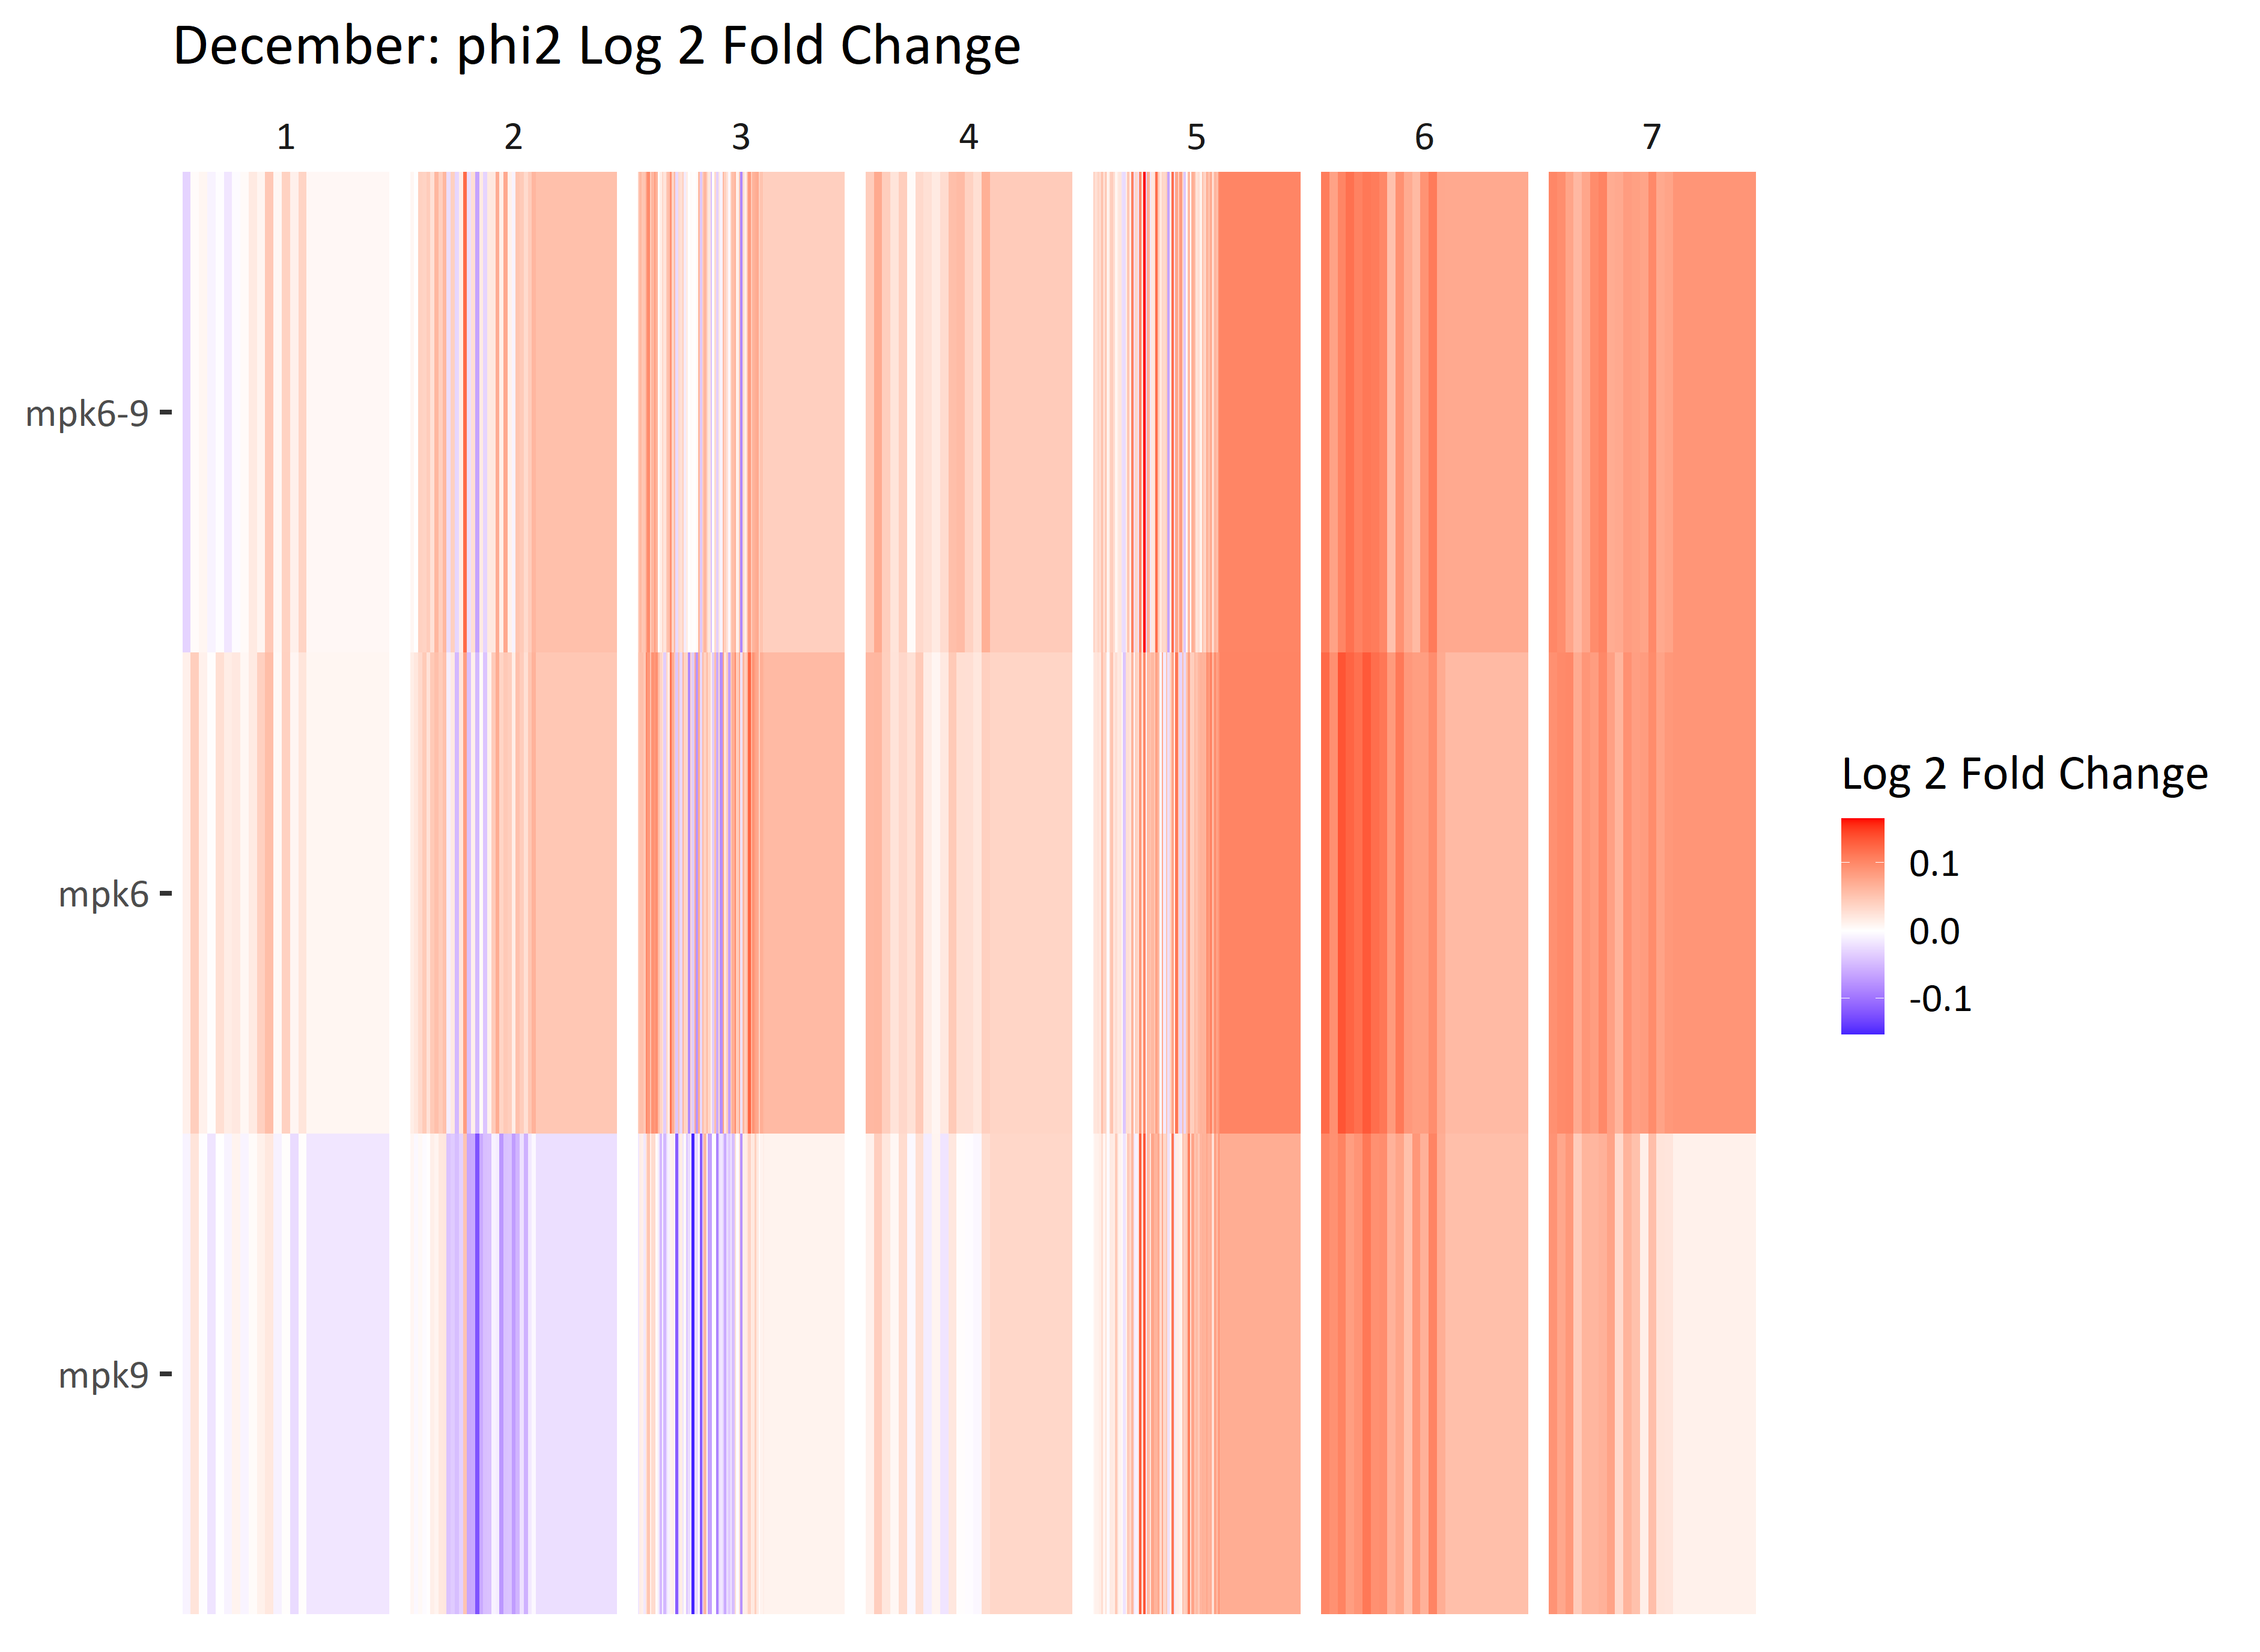 December: phi2 Log 2 Fold Change
1 2 3 4 5 6 7
mpk6-9
mpk6
mpk9
Log 2 Fold Change
0.1
0.0
-0.1